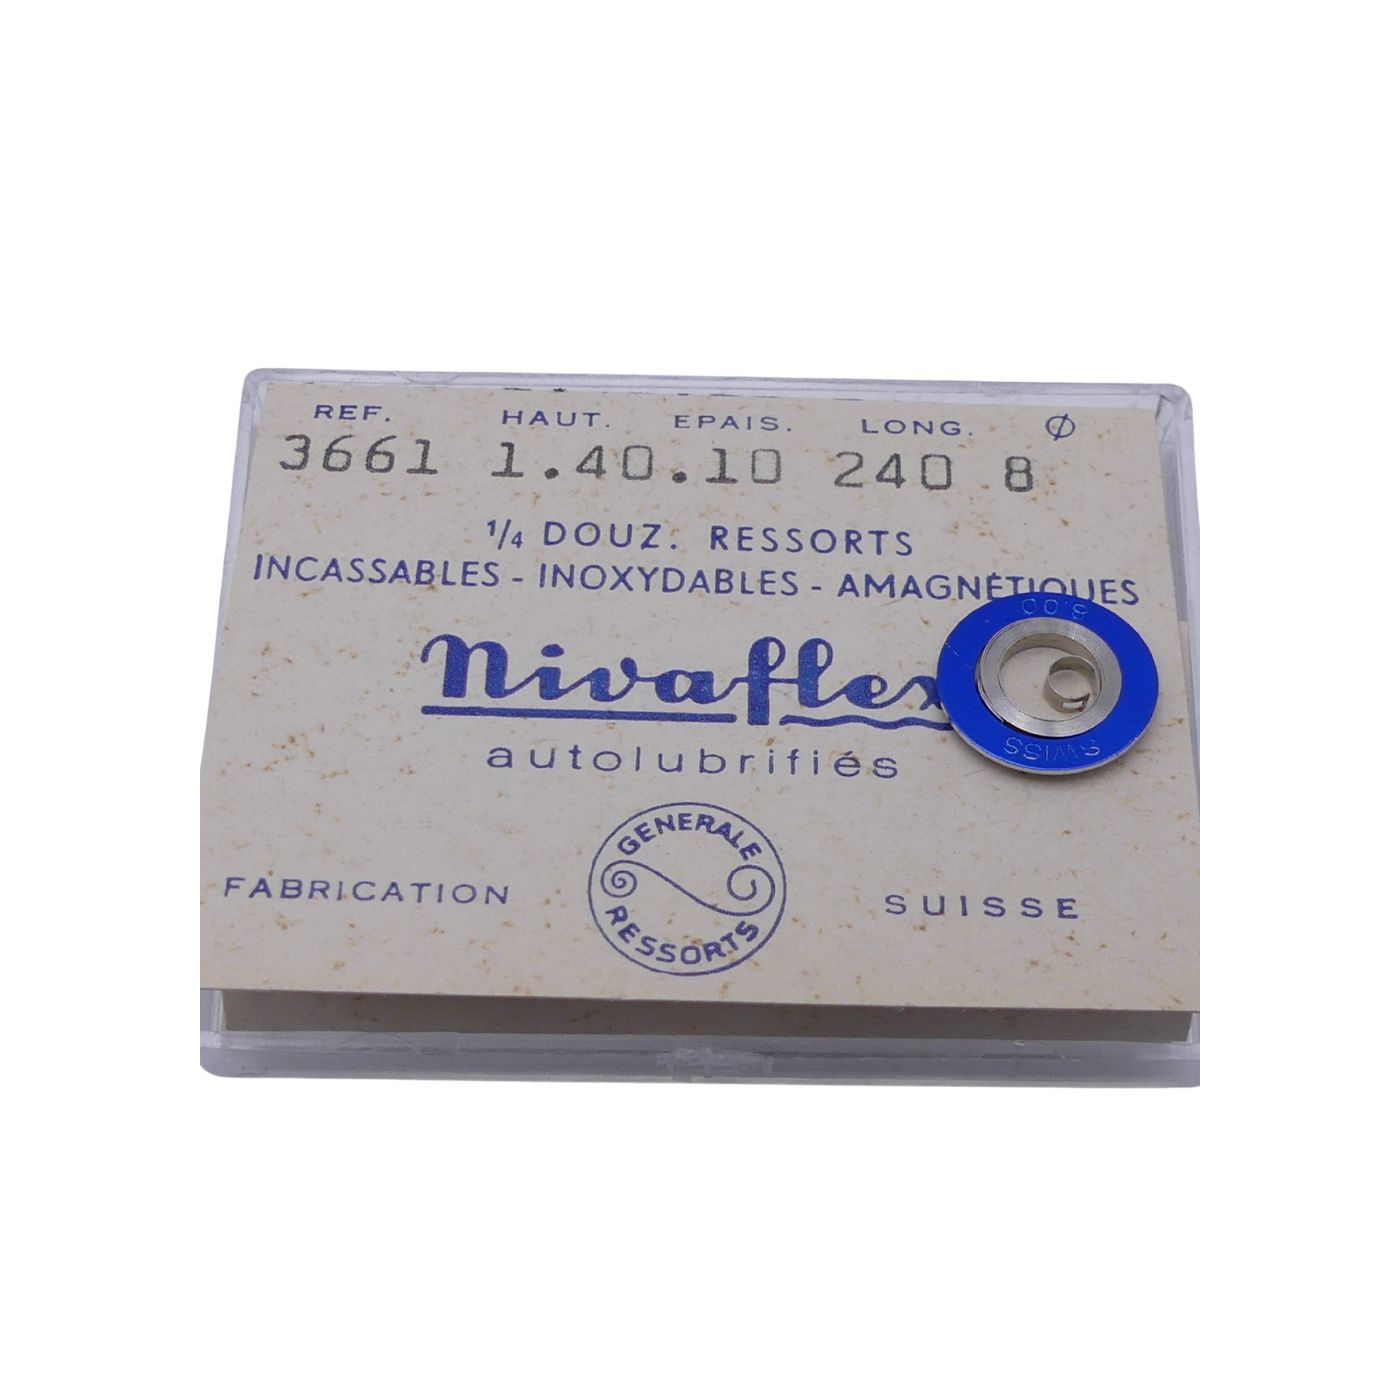 REF. HAUT. EPAIS. LONG. Ø
3661 1.40.10 240 8
1/4 DOUZ. RESSORTS
INCASSABLES - INOXYDABLES - AMAGNÉTIQUES
nivaflex
autolubrifiés
8.00
SWISS
GENERALE
RESSORTS
FABRICATION SUISSE